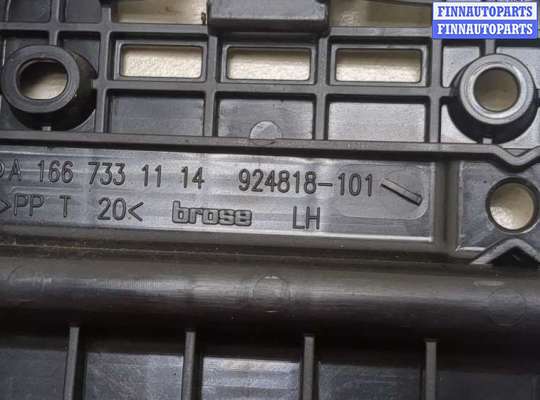 FINNAUTOPARTS
FINNAUTOPARTS
A 166 733 11 14 924818-101
>PP T 20< brose LH